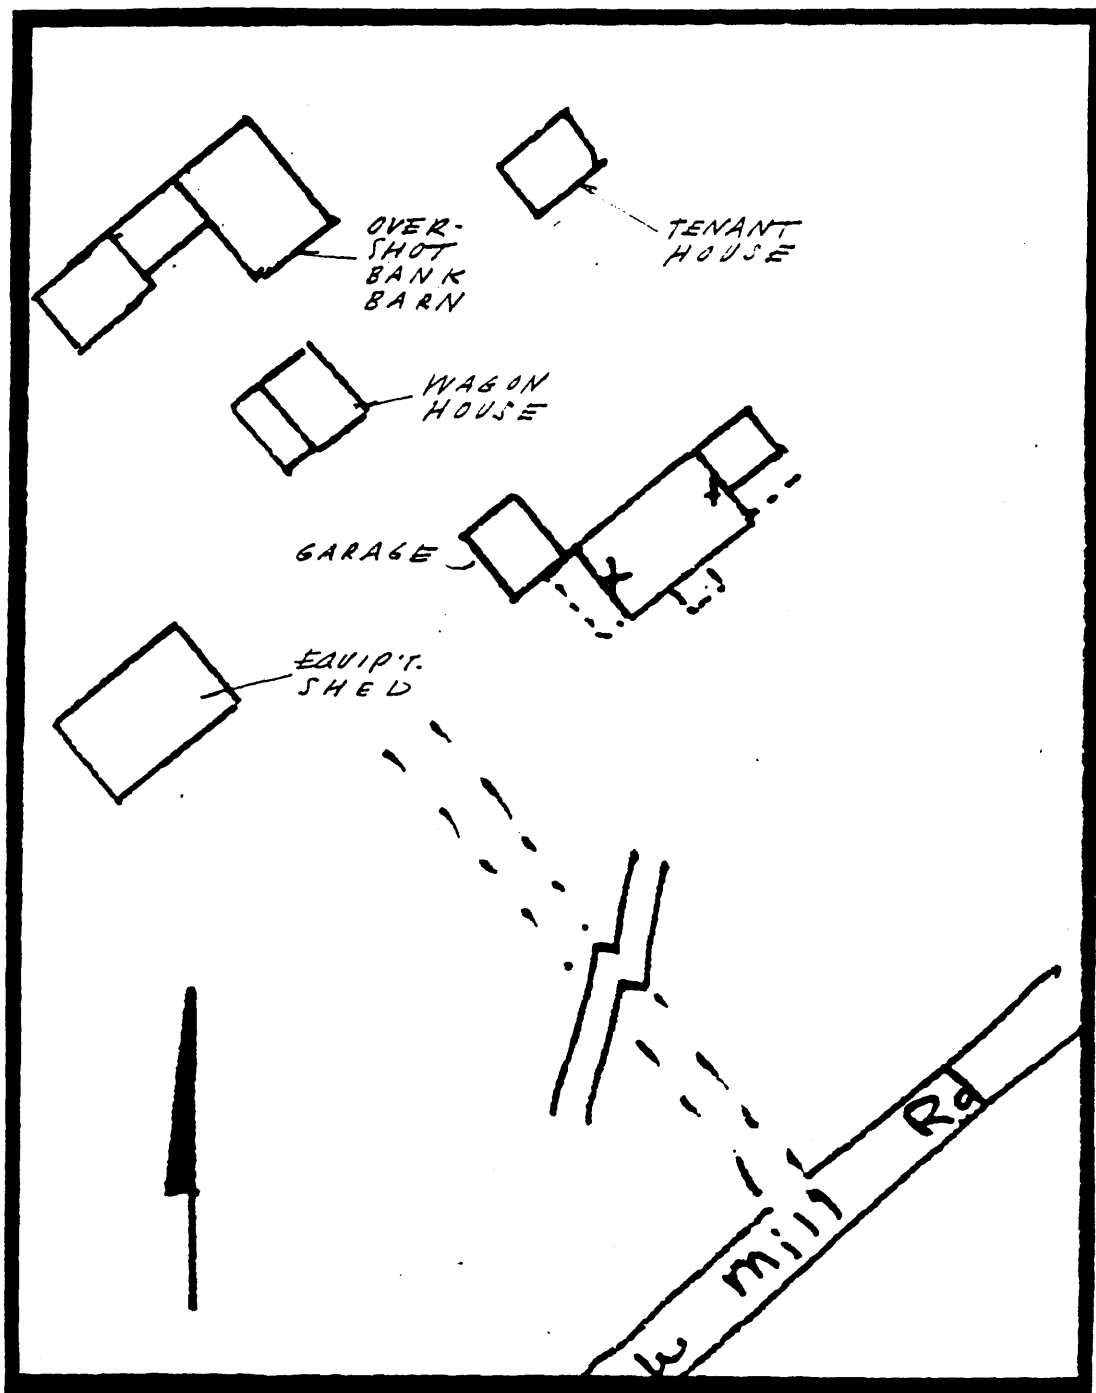 OVER-
SHOT
BANK
BARN
TENANT
HOUSE
WAGON
HOUSE
GARAGE
EQUIP'T.
SHED
w mill Rd